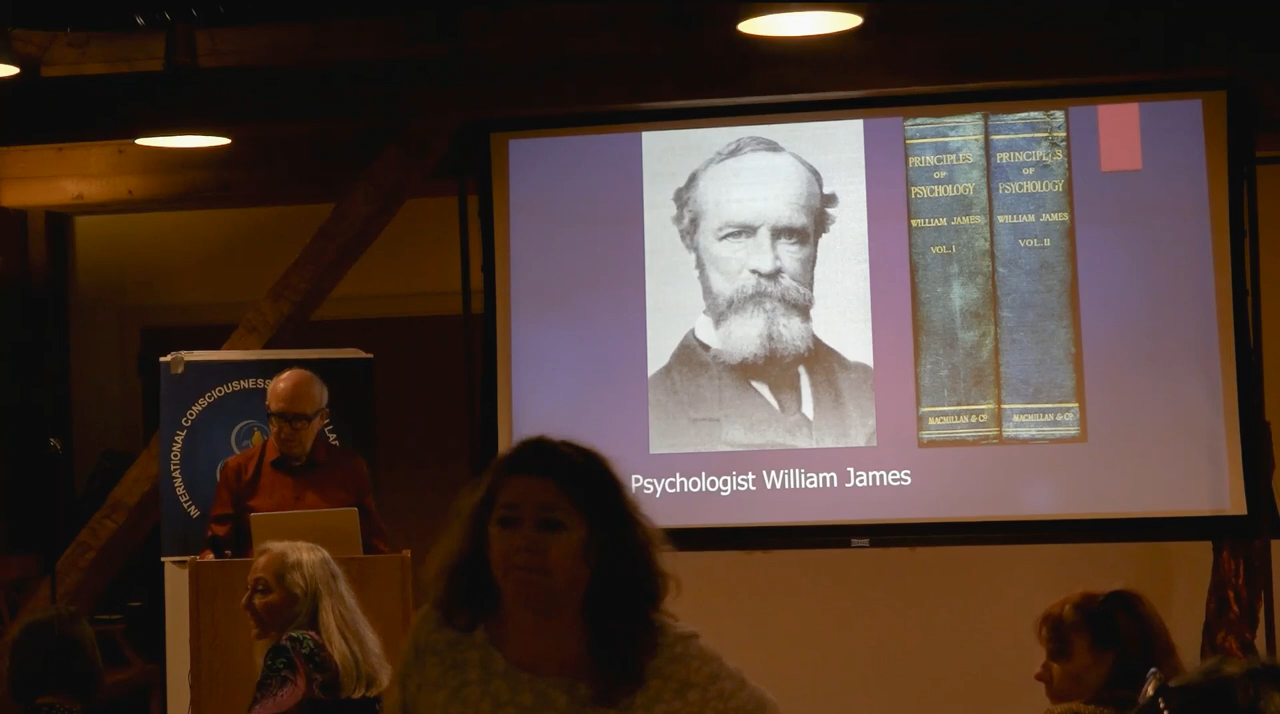 INTERNATIONAL CONSCIOUSNESS
PRINCIPLES
OF
PSYCHOLOGY
WILLIAM JAMES
VOL. I
MACMILLAN & Co.
PRINCIPLES
OF
PSYCHOLOGY
WILLIAM JAMES
VOL. II
MACMILLAN & Co.
Psychologist William James